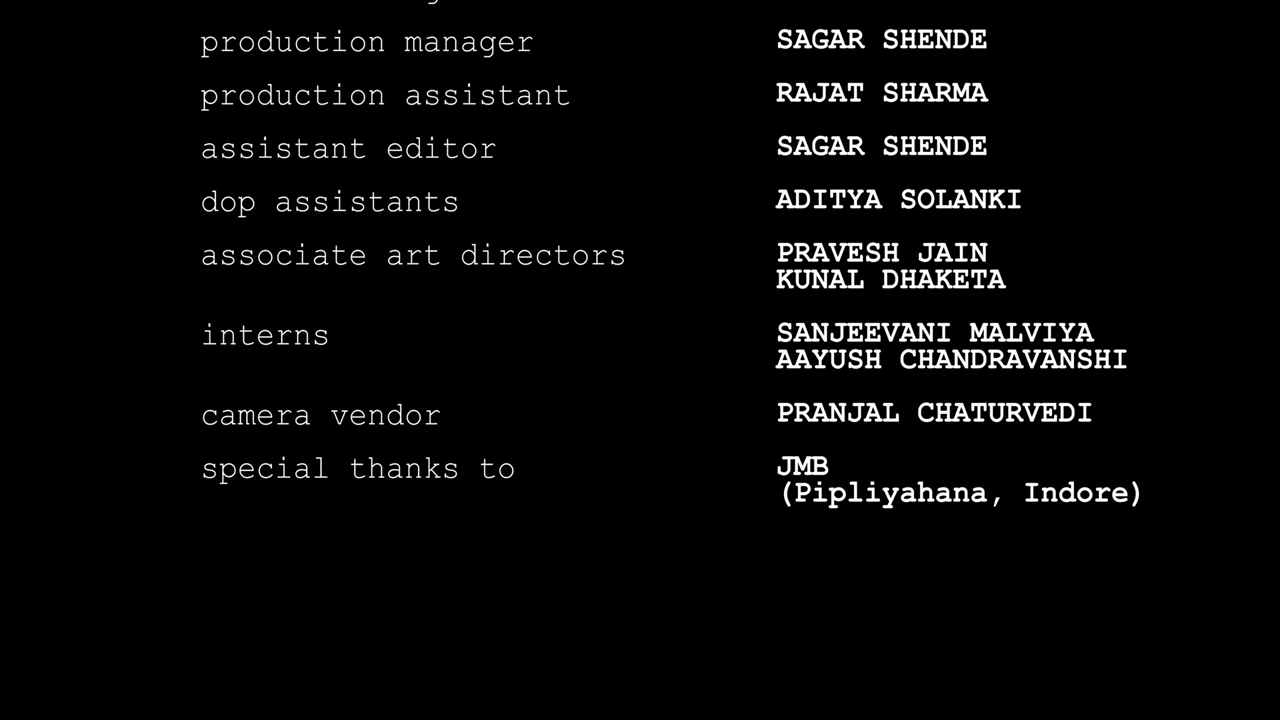 production manager SAGAR SHENDE
production assistant RAJAT SHARMA
assistant editor SAGAR SHENDE
dop assistants ADITYA SOLANKI
associate art directors PRAVESH JAIN
KUNAL DHAKETA
interns SANJEEVANI MALVIYA
AAYUSH CHANDRAVANSHI
camera vendor PRANJAL CHATURVEDI
special thanks to JMB
(Pipliyahana, Indore)